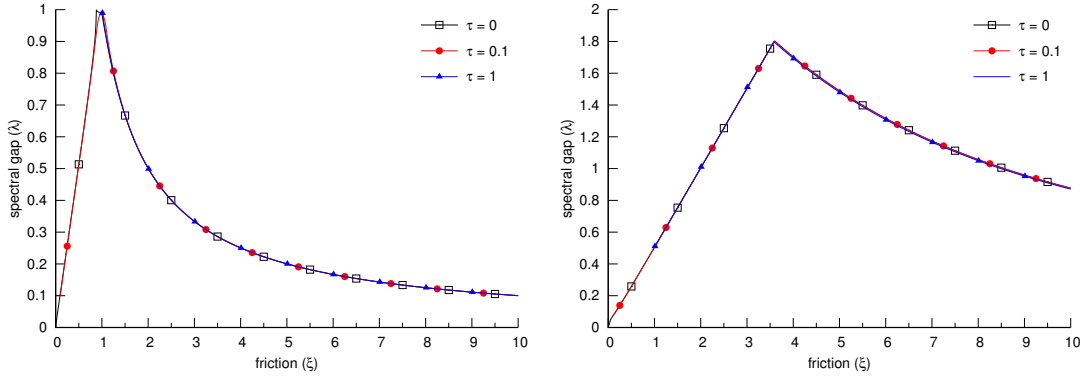 1
0.9
0.8
0.7
0.6
0.5
0.4
0.3
0.2
0.1
0
spectral gap (λ)
0 1 2 3 4 5 6 7 8 9 10
friction (ξ)
τ = 0
τ = 0.1
τ = 1
2
1.8
1.6
1.4
1.2
1
0.8
0.6
0.4
0.2
0
spectral gap (λ)
0 1 2 3 4 5 6 7 8 9 10
friction (ξ)
τ = 0
τ = 0.1
τ = 1